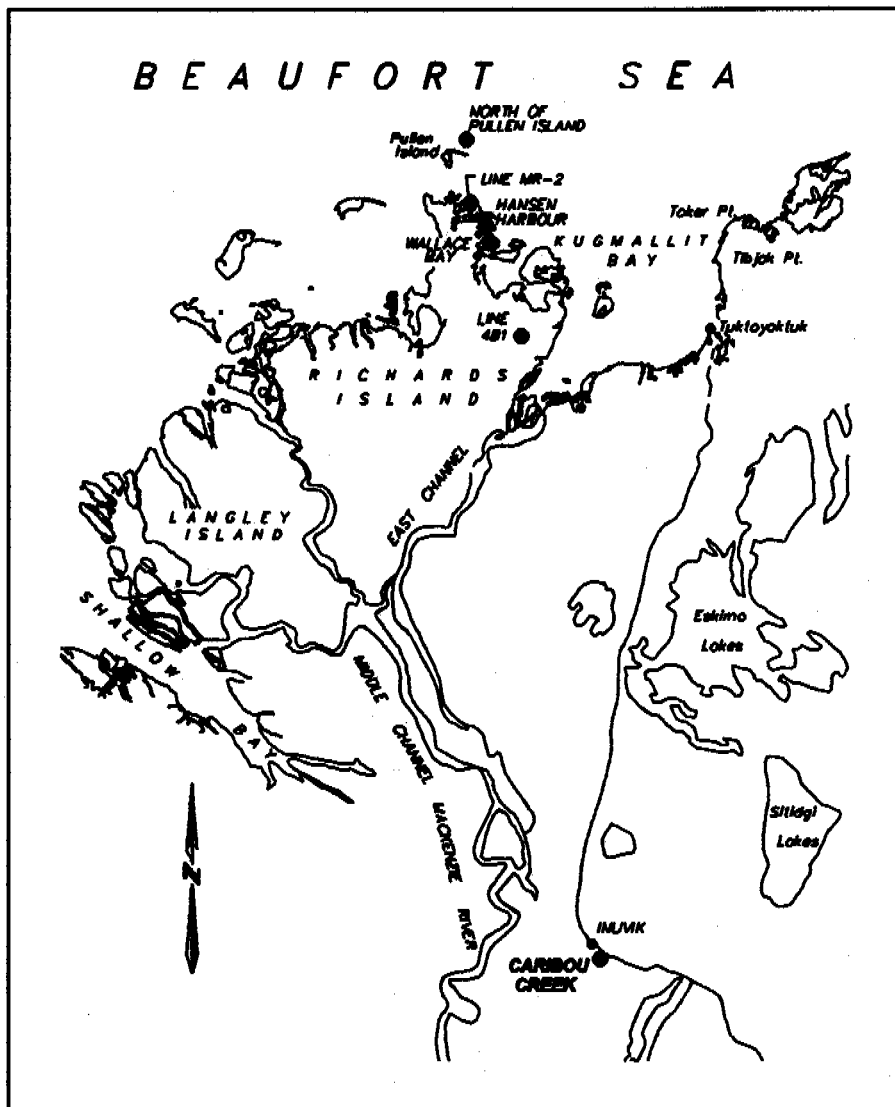 BEAUFORT SEA
NORTH OF
PULLEN ISLAND
Pullen
Island
LINE MR-2
HANSEN
HARBOUR
WALLACE
BAY
KUGMALLIT
BAY
Toker Pt.
Tibjak Pt.
Tuktoyaktuk
LINE
481
RICHARDS
ISLAND
EAST CHANNEL
LANGLEY
ISLAND
SHALLOW
BAY
Eskimo
Lakes
MIDDLE CHANNEL MACKENZIE
RIVER
Sitidgi
Lakes
N
INUVIK
CARIBOU
CREEK